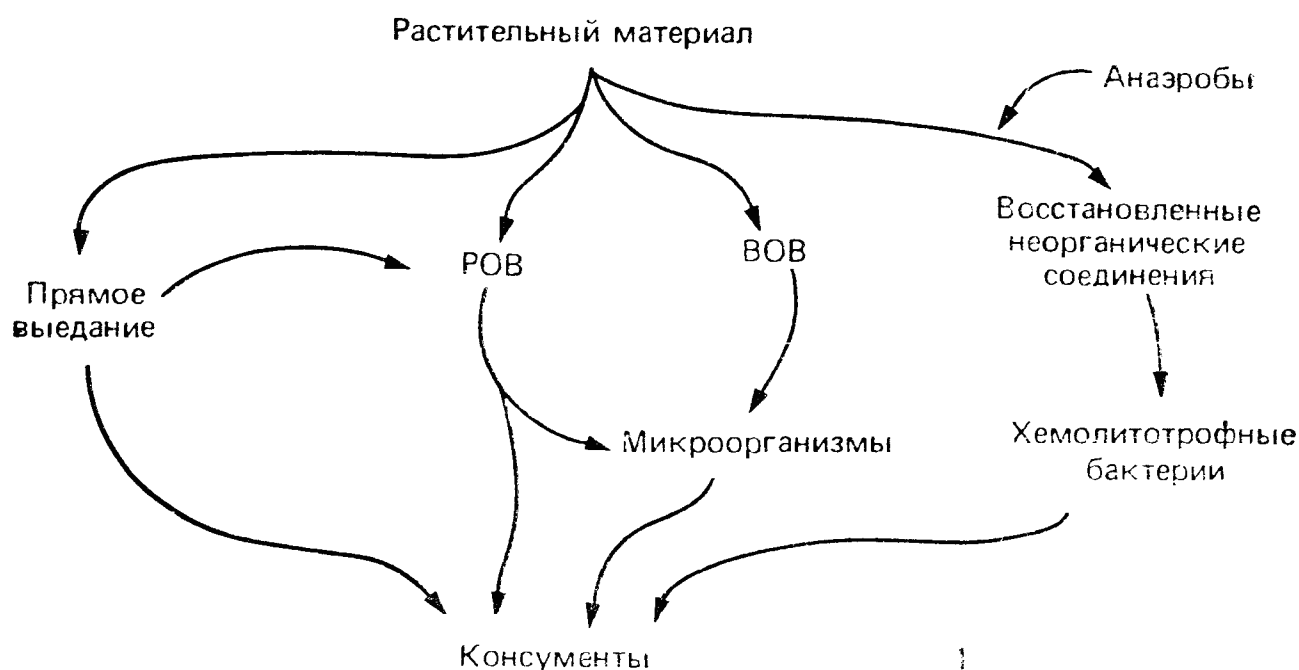 Растительный материал
Анаэробы
Восстановленные
неорганические
соединения
РОВ
ВОВ
Прямое
выедание
Микроорганизмы
Хемолитотрофные
бактерии
Консументы